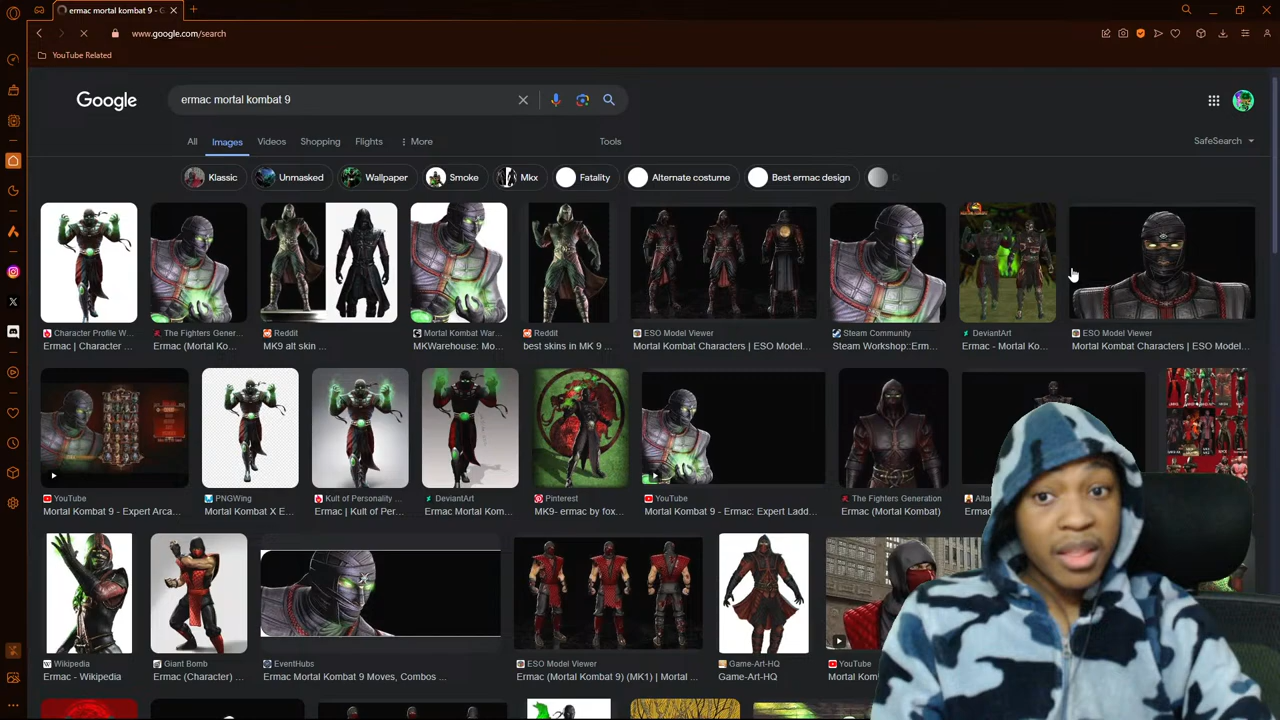 ermac mortal kombat 9 - G
www.google.com/search
YouTube Related
Google
ermac mortal kombat 9
All
Images
Videos
Shopping
Flights
More
Tools
SafeSearch
Klassic
Unmasked
Wallpaper
Smoke
Mkx
Fatality
Alternate costume
Best ermac design
Character Profile W...
The Fighters Gener...
Reddit
Mortal Kombat War...
Reddit
ESO Model Viewer
Steam Community
DeviantArt
ESO Model Viewer
Ermac | Character ...
Ermac (Mortal Ko...
MK9 alt skin ...
MKWarehouse: Mo...
best skins in MK 9 ...
Mortal Kombat Characters | ESO Model...
Steam Workshop::Erm...
Ermac - Mortal Ko...
Mortal Kombat Characters | ESO Model...
YouTube
PNGWing
Kult of Personality ...
DeviantArt
Pinterest
YouTube
The Fighters Generation
Mortal Kombat 9 - Expert Arca...
Mortal Kombat X E...
Ermac | Kult of Per...
Ermac Mortal Kom...
MK9- ermac by fox...
Mortal Kombat 9 - Ermac: Expert Ladd...
Ermac (Mortal Kombat)
Wikipedia
Giant Bomb
EventHubs
ESO Model Viewer
Game-Art-HQ
YouTube
Ermac - Wikipedia
Ermac (Character) ...
Ermac Mortal Kombat 9 Moves, Combos ...
Ermac (Mortal Kombat 9) (MK1) | Mortal ...
Game-Art-HQ
Mortal Kom